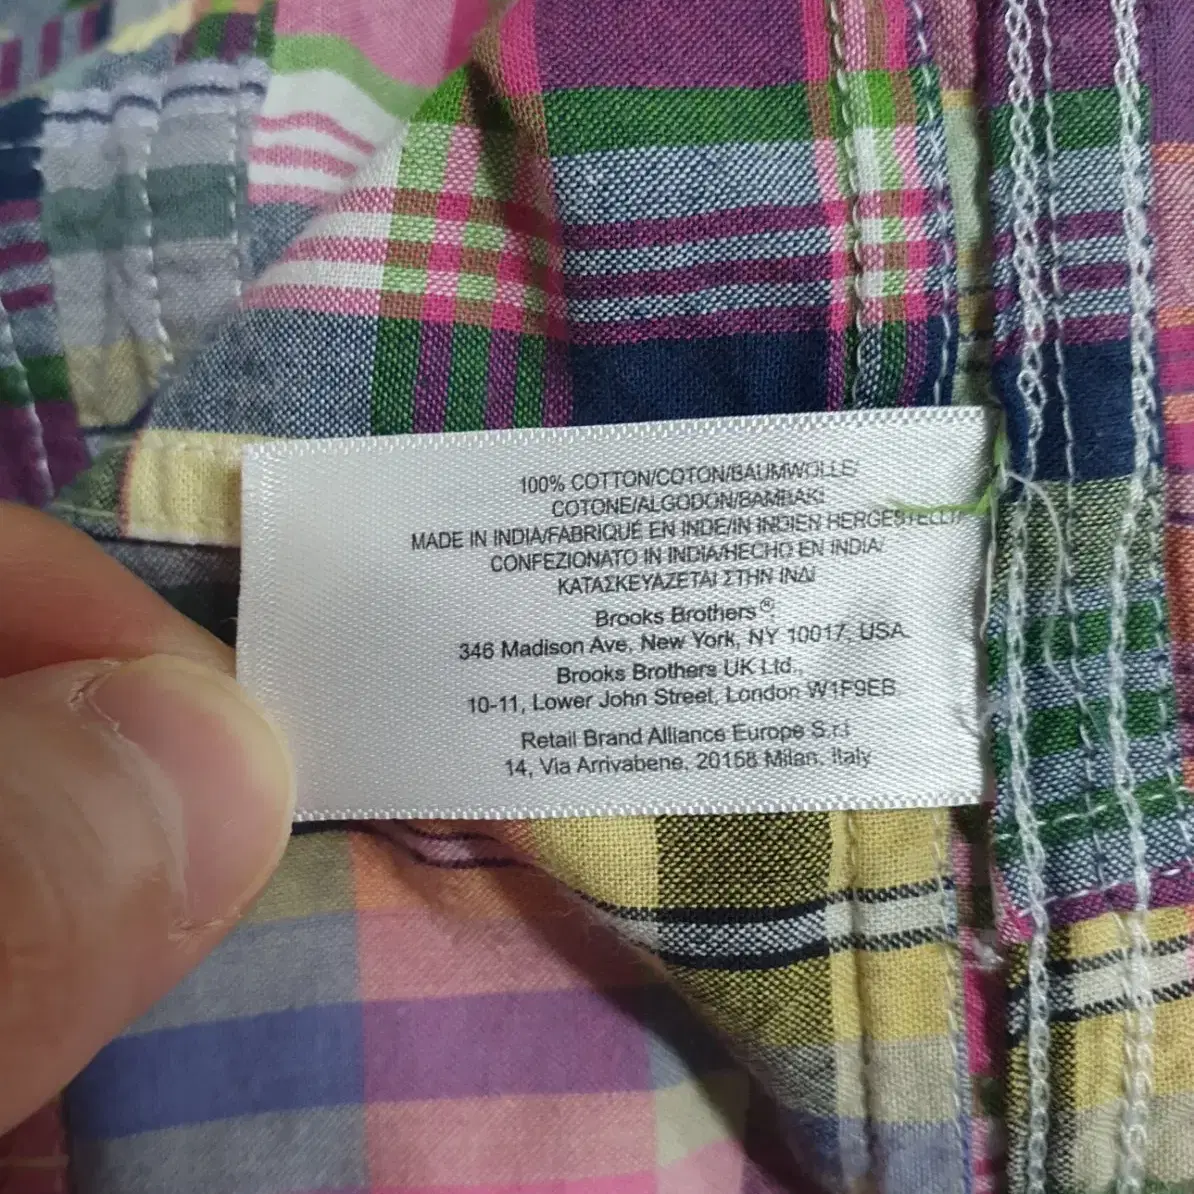 100% COTTON/COTON/BAUMWOLLE/
COTONE/ALGODON/BAMBAKI
MADE IN INDIA/FABRIQUÉ EN INDE/IN INDIEN HERGESTELLT/
CONFEZIONATO IN INDIA/HECHO EN INDIA/
ΚΑΤΑΣΚΕΥΑΖΕΤΑΙ ΣΤΗΝ ΙΝΔΙ
Brooks Brothers®,
346 Madison Ave, New York, NY 10017, USA.
Brooks Brothers UK Ltd.,
10-11, Lower John Street, London W1F9EB.
Retail Brand Alliance Europe S.r.l
14, Via Arrivabene, 20158 Milan, Italy